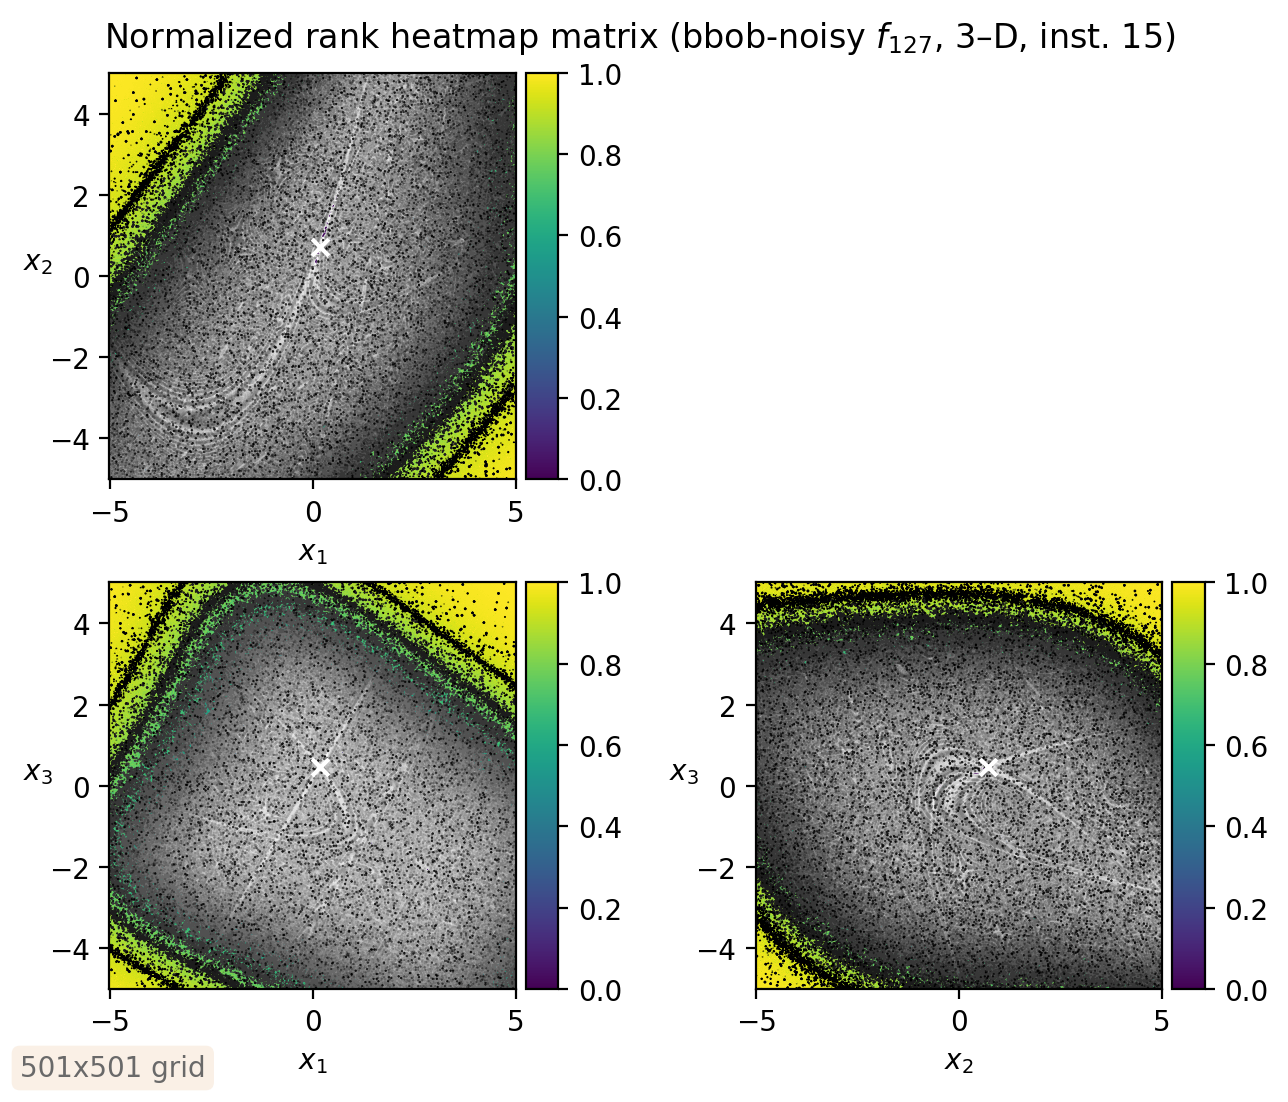 Normalized rank heatmap matrix (bbob-noisy f127, 3–D, inst. 15)
1.0
4
0.8
2
0.6
x2
0
0.4
−2
0.2
−4
0.0
−5 0 5
x1
1.0 1.0
4 4
0.8 0.8
2 2
0.6 0.6
x3 x3
0 0
0.4 0.4
−2 −2
0.2 0.2
−4 −4
0.0 0.0
−5 0 5 −5 0 5
x1 x2
501x501 grid